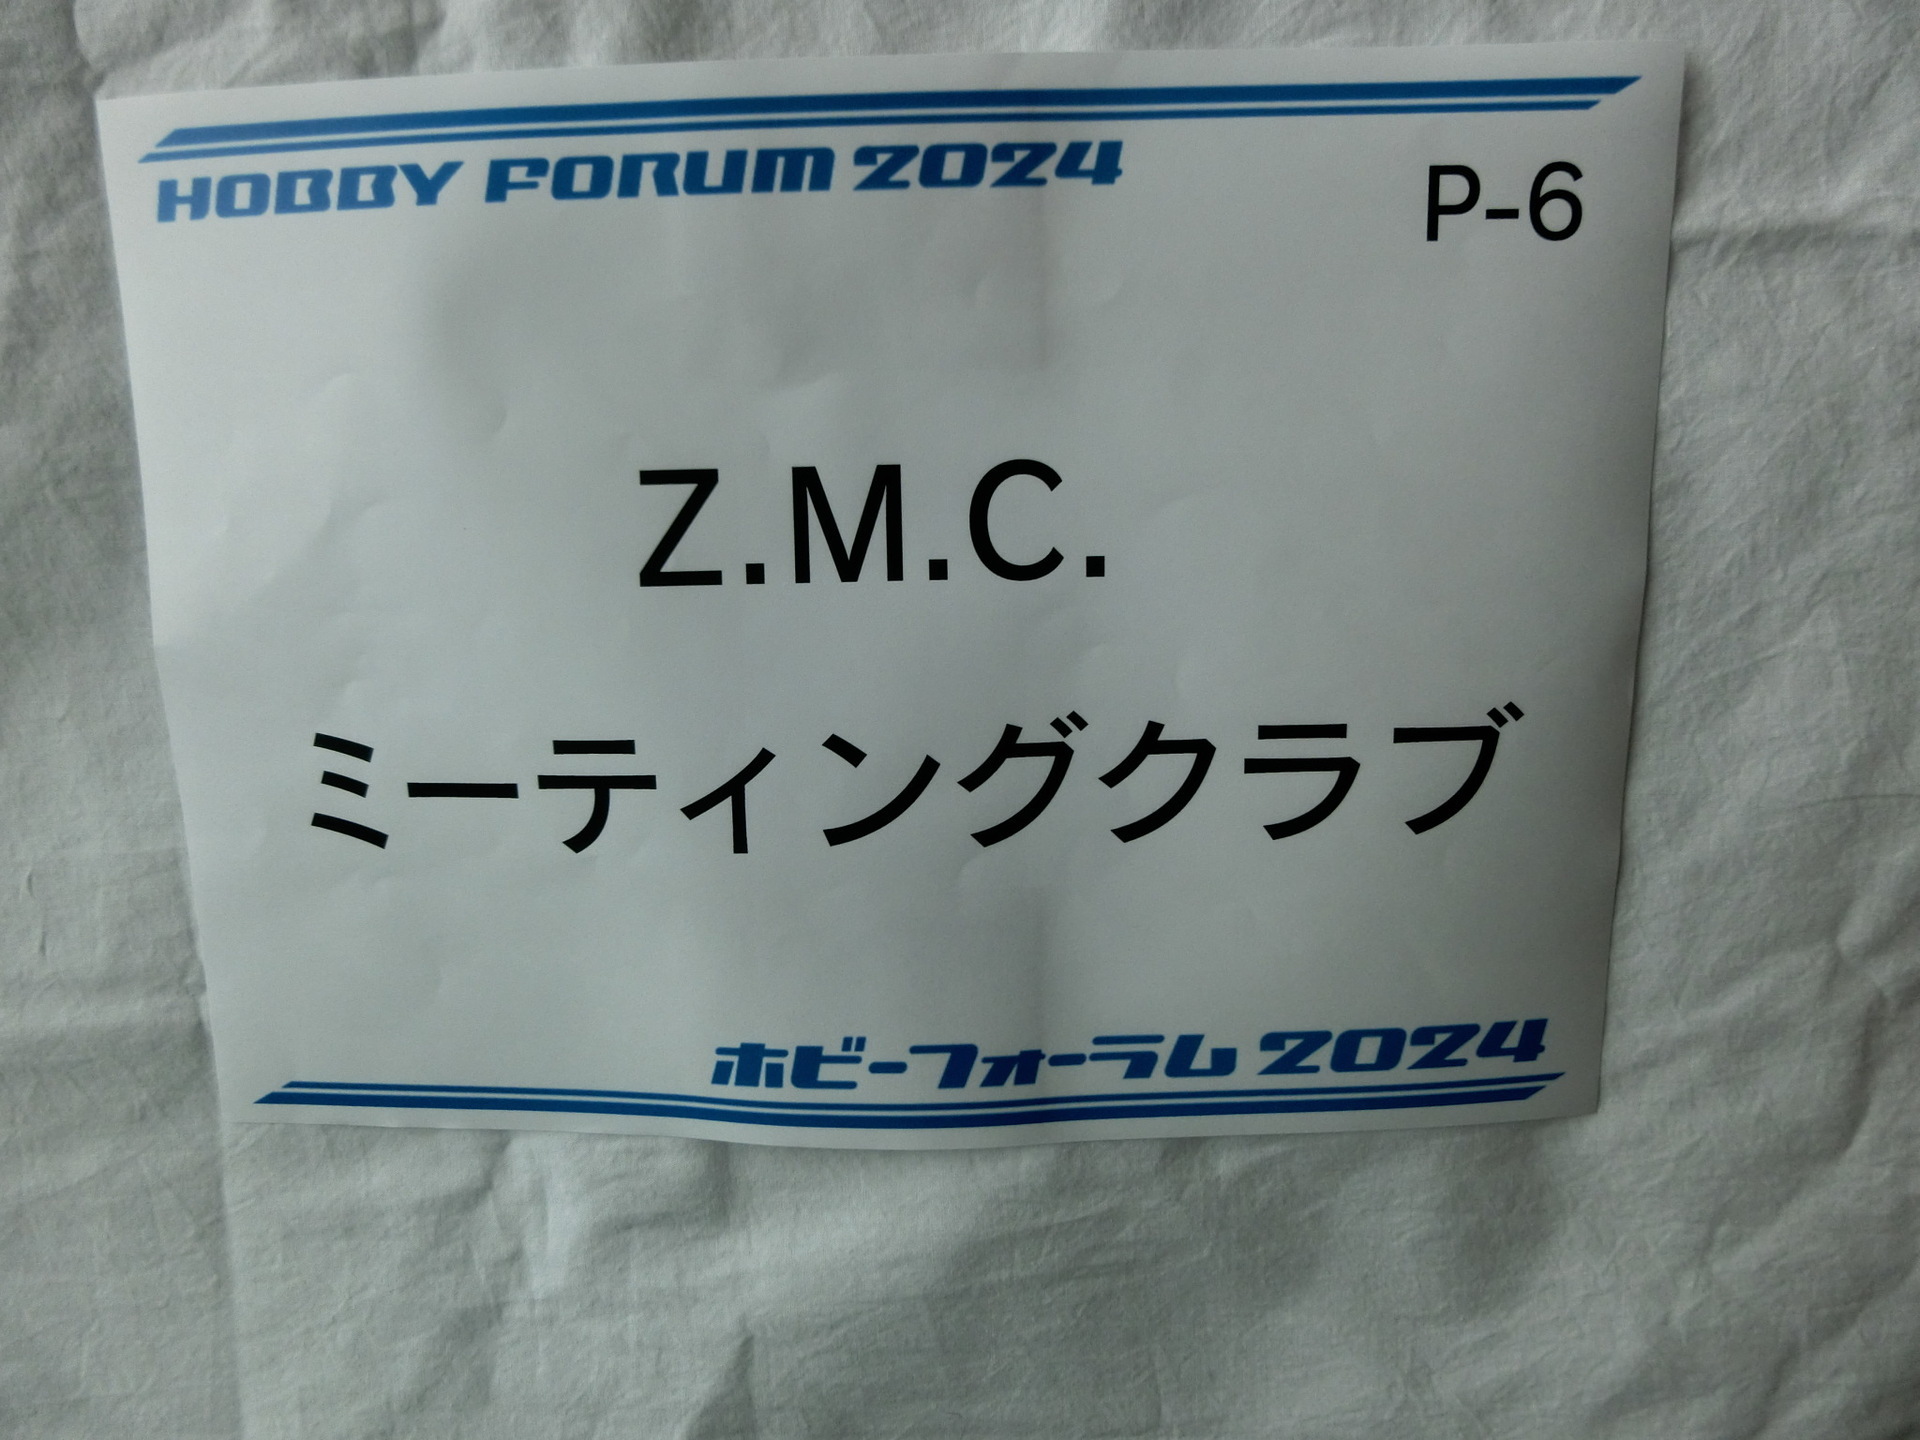 HOBBY FORUM 2024
P-6
Z.M.C.
ミーティングクラブ
ホビーフォーラム 2024